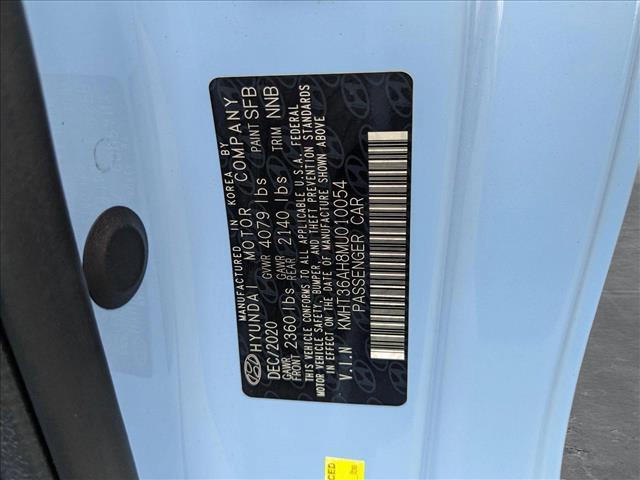 MANUFACTURED IN KOREA BY
HYUNDAI MOTOR COMPANY
DEC/2020 GVWR 4079 lbs PAINT SFB
GAWR FRONT 2360 lbs GAWR REAR 2140 lbs TRIM NNB
THIS VEHICLE CONFORMS TO ALL APPLICABLE U.S.A. FEDERAL
MOTOR VEHICLE SAFETY, BUMPER, AND THEFT PREVENTION STANDARDS
IN EFFECT ON THE DATE OF MANUFACTURE SHOWN ABOVE
V.I.N KMHT36AH8MU010054
PASSENGER CAR